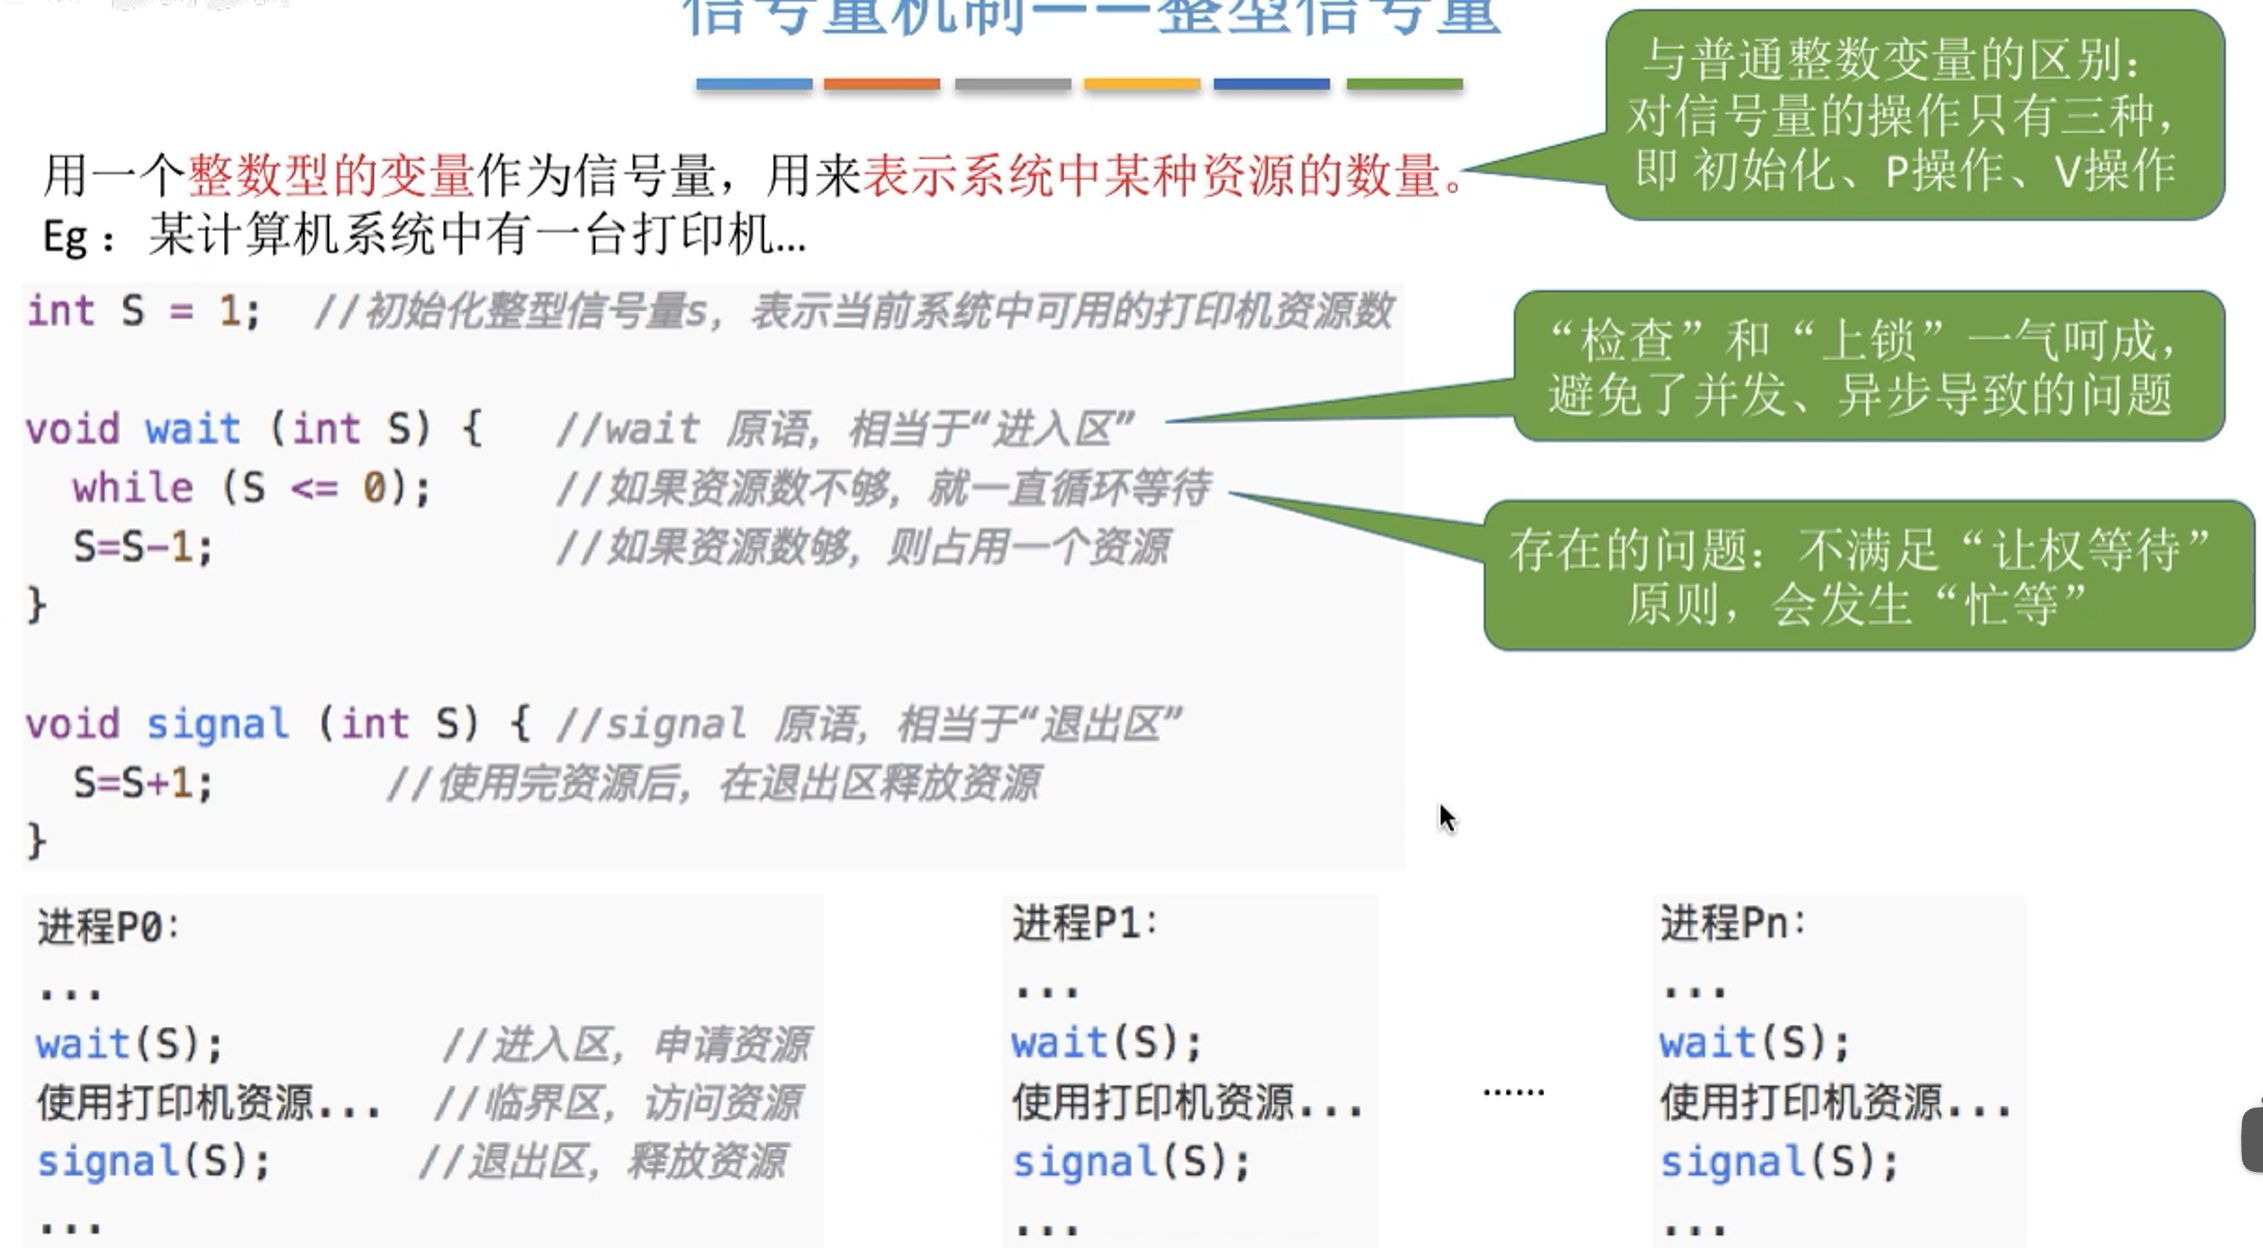 信号量机制——整型信号量
与普通整数变量的区别：
对信号量的操作只有三种，
即 初始化、P操作、V操作
用一个整数型的变量作为信号量，用来表示系统中某种资源的数量。
Eg：某计算机系统中有一台打印机...
int S = 1;  //初始化整型信号量s，表示当前系统中可用的打印机资源数
“检查”和“上锁”一气呵成，
避免了并发、异步导致的问题
void wait (int S) {   //wait 原语，相当于“进入区”
while (S <= 0);      //如果资源数不够，就一直循环等待
S=S-1;               //如果资源数够，则占用一个资源
}
存在的问题：不满足“让权等待”
原则，会发生“忙等”
void signal (int S) { //signal 原语，相当于“退出区”
S=S+1;        //使用完资源后，在退出区释放资源
}
进程P0:
...
wait(S);          //进入区，申请资源
使用打印机资源...  //临界区，访问资源
signal(S);        //退出区，释放资源
...
进程P1:
...
wait(S);
使用打印机资源...
signal(S);
...
......
进程Pn:
...
wait(S);
使用打印机资源...
signal(S);
...